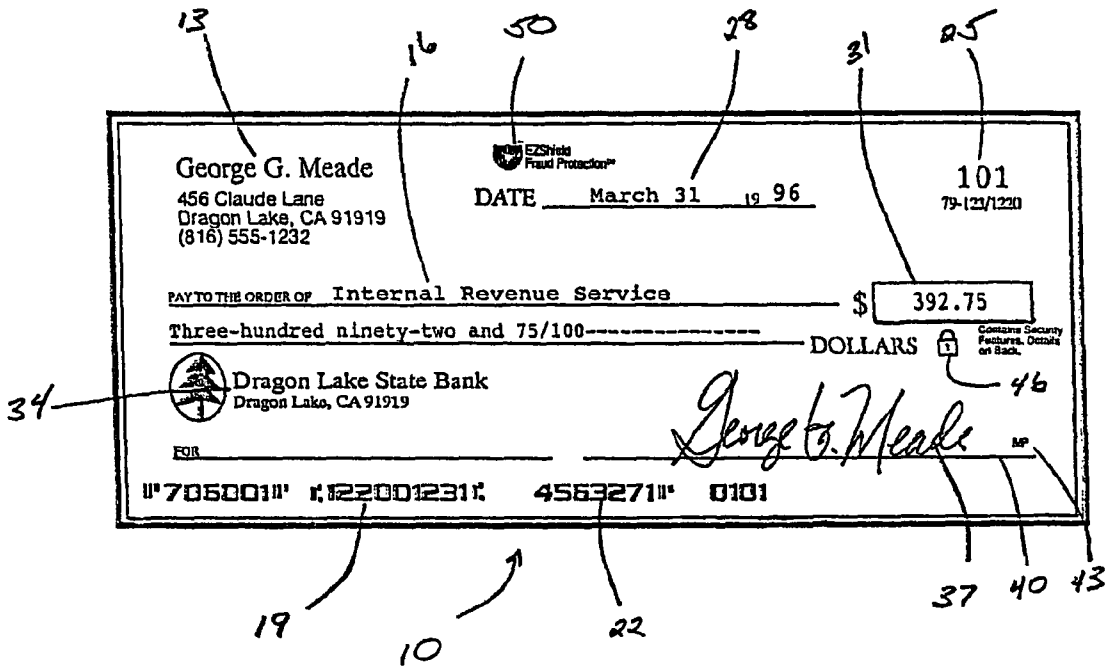 13 50 28 25
16 31
George G. Meade
456 Claude Lane
Dragon Lake, CA 91919
(816) 555-1232
EZShield
Fraud Protection℠
DATE March 31 19 96
101
79-123/1220
PAY TO THE ORDER OF Internal Revenue Service $ 392.75
Three-hundred ninety-two and 75/100--------------- DOLLARS
Contains Security
Features. Details
on Back.
46
34
Dragon Lake State Bank
Dragon Lake, CA 91919
FOR
George G. Meade
MP
⑈705001⑈ ⑆122001231⑆ 4563271⑈ 0101
19 10 22 37 40 43